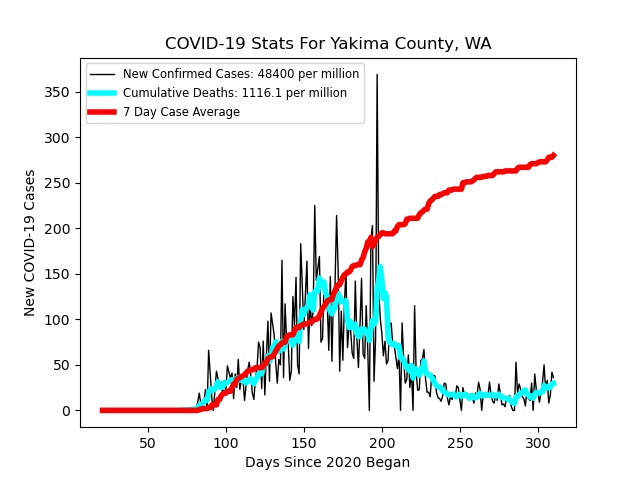 COVID-19 Stats For Yakima County, WA
New Confirmed Cases: 48400 per million
Cumulative Deaths: 1116.1 per million
7 Day Case Average
New COVID-19 Cases
350
300
250
200
150
100
50
0
50 100 150 200 250 300
Days Since 2020 Began